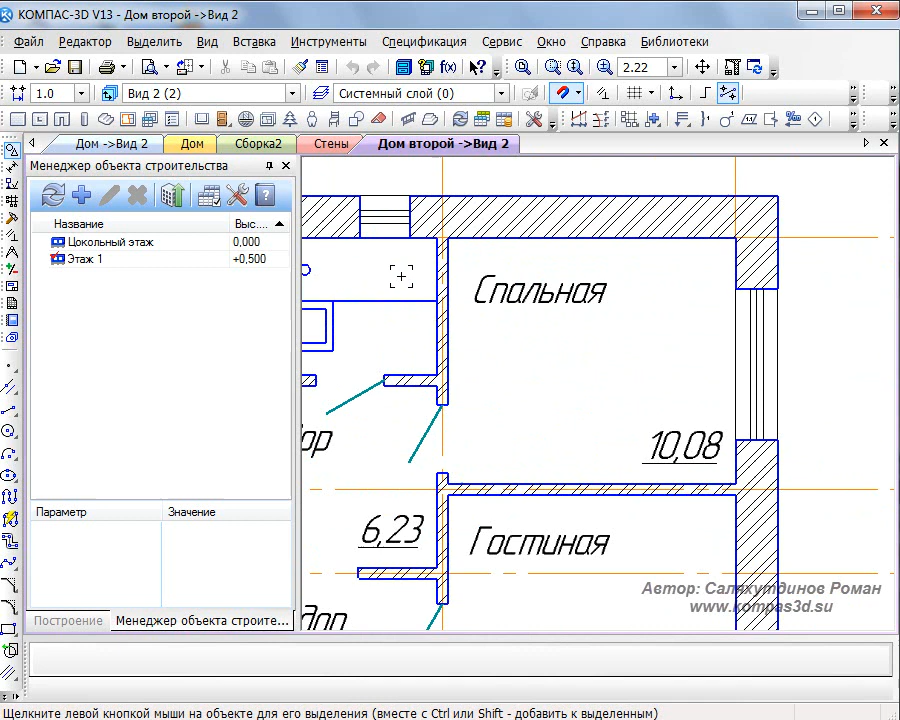 КОМПАС-3D V13 - Дом второй ->Вид 2
Файл Редактор Выделить Вид Вставка Инструменты Спецификация Сервис Окно Справка Библиотеки
f(x) 2.22
1.0 Вид 2 (2) Системный слой (0)
Дом ->Вид 2 Дом Сборка2 Стены Дом второй ->Вид 2
Менеджер объекта строительства
Название Выс....
Цокольный этаж 0,000
Этаж 1 +0,500
Параметр Значение
Построение Менеджер объекта строите...
Спальная
ор
10,08
6,23
Гостиная
дор
Автор: Саляхутдинов Роман
www.kompas3d.su
Щелкните левой кнопкой мыши на объекте для его выделения (вместе с Ctrl или Shift - добавить к выделенным)